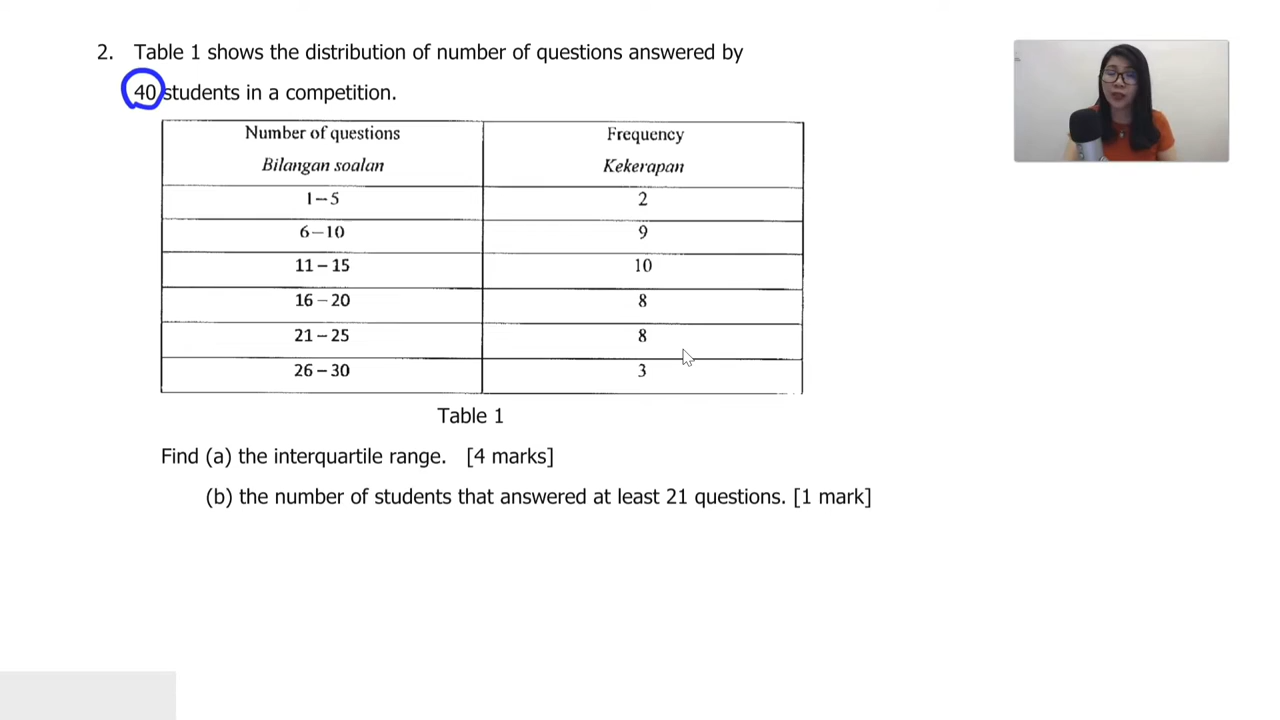 2. Table 1 shows the distribution of number of questions answered by
40 students in a competition.
Number of questions Frequency
Bilangan soalan Kekerapan
1 – 5 2
6 – 10 9
11 – 15 10
16 – 20 8
21 – 25 8
26 – 30 3
Table 1
Find (a) the interquartile range. [4 marks]
(b) the number of students that answered at least 21 questions. [1 mark]